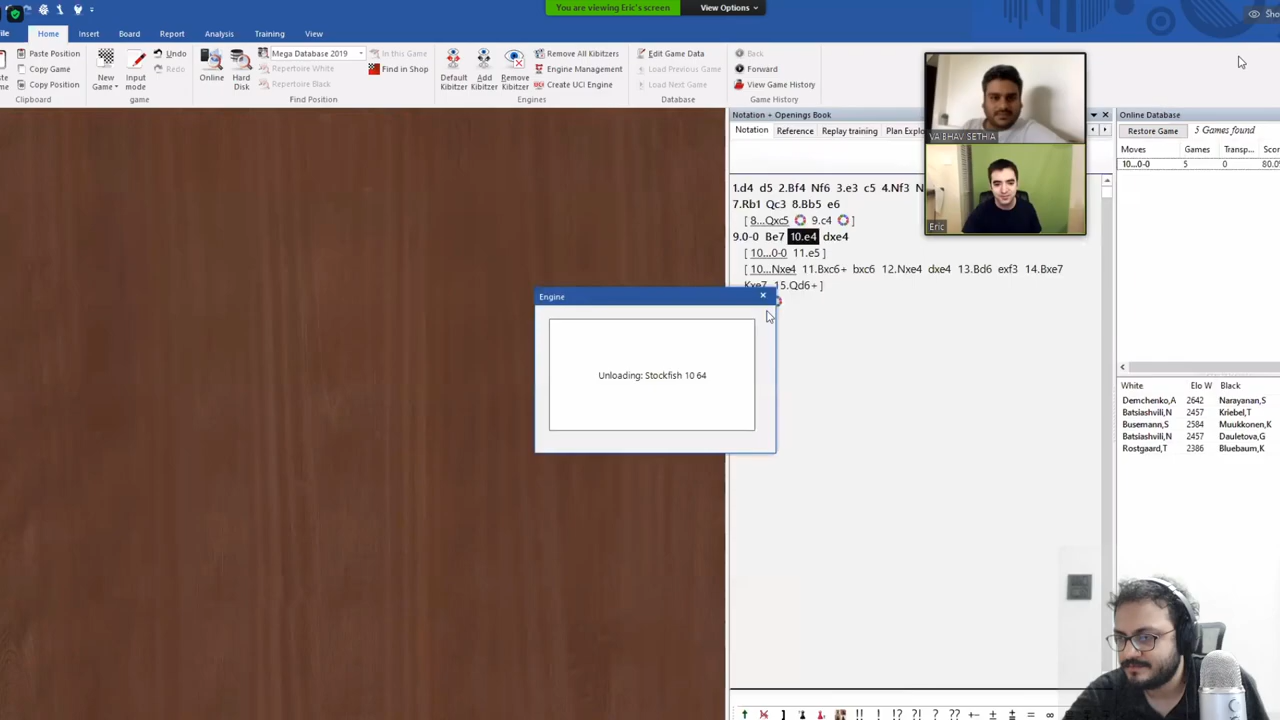 You are viewing Eric's screen
View Options
Sho
File
Home
Insert
Board
Report
Analysis
Training
View
Paste Position
Copy Game
Copy Position
Clipboard
New Game
Input mode
Undo
Redo
game
Online
Hard Disk
Mega Database 2019
Repertoire White
Repertoire Black
In this Game
Find in Shop
Find Position
Default Kibitzer
Add Kibitzer
Remove Kibitzer
Remove All Kibitzers
Engine Management
Create UCI Engine
Engines
Edit Game Data
Load Previous Game
Load Next Game
Database
Back
Forward
View Game History
Game History
VAIBHAV SETHIA
Eric
Notation + Openings Book
Notation
Reference
Replay training
Plan Explo
1.d4 d5 2.Bf4 Nf6 3.e3 c5 4.Nf3 N
7.Rb1 Qc3 8.Bb5 e6
[ 8...Qxc5 9.c4 ]
9.0-0 Be7 10.e4 dxe4
[ 10...0-0 11.e5 ]
[ 10...Nxe4 11.Bxc6+ bxc6 12.Nxe4 dxe4 13.Bd6 exf3 14.Bxe7
Kxe7 15.Qd6+ ]
Engine
Unloading: Stockfish 10 64
Online Database
Restore Game
5 Games found
Moves Games Transp... Scor
10...0-0 5 0 80.0
White Elo W Black
Demchenko,A 2642 Narayanan,S
Batsiashvili,N 2457 Kriebel,T
Busemann,S 2584 Muukkonen,K
Batsiashvili,N 2457 Dauletova,G
Rostgaard,T 2386 Bluebaum,K
! !! !? ?! ? ?? +− ± ⩲ = ∞